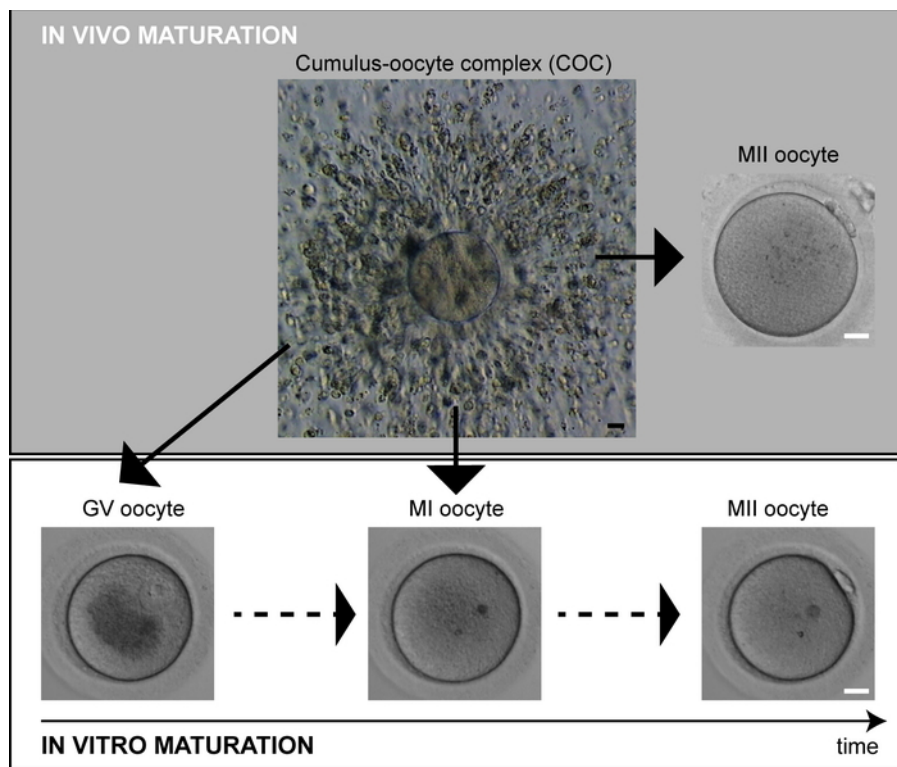 IN VIVO MATURATION
Cumulus-oocyte complex (COC)
MII oocyte
GV oocyte
MI oocyte
MII oocyte
IN VITRO MATURATION
time